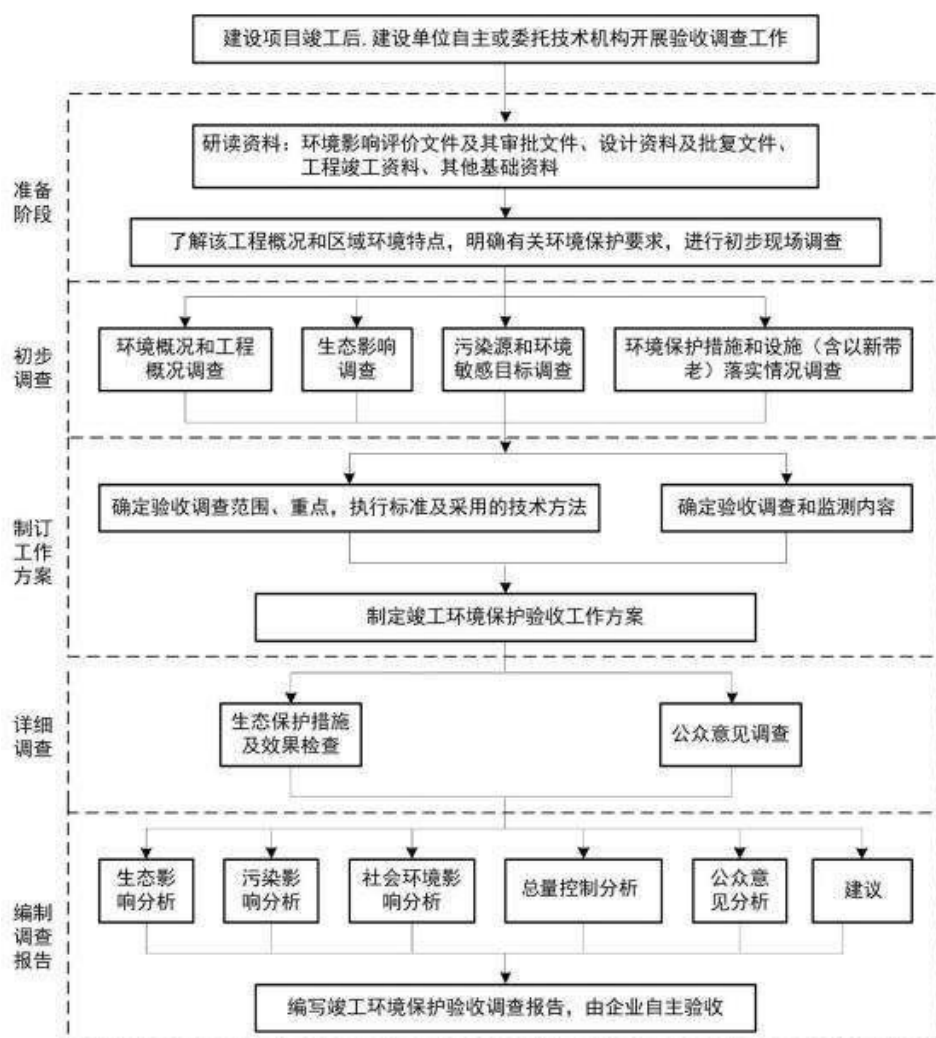 建设项目竣工后,建设单位自主或委托技术机构开展验收调查工作
准备
阶段
研读资料：环境影响评价文件及其审批文件、设计资料及批复文件、
工程竣工资料、其他基础资料
了解该工程概况和区域环境特点，明确有关环境保护要求，进行初步现场调查
初步
调查
环境概况和工程
概况调查
生态影响
调查
污染源和环境
敏感目标调查
环境保护措施和设施（含以新带
老）落实情况调查
制订
工作
方案
确定验收调查范围、重点，执行标准及采用的技术方法
确定验收调查和监测内容
制定竣工环境保护验收工作方案
详细
调查
生态保护措施
及效果检查
公众意见调查
编制
调查
报告
生态影
响分析
污染影
响分析
社会环境影
响分析
总量控制分析
公众意
见分析
建议
编写竣工环境保护验收调查报告，由企业自主验收